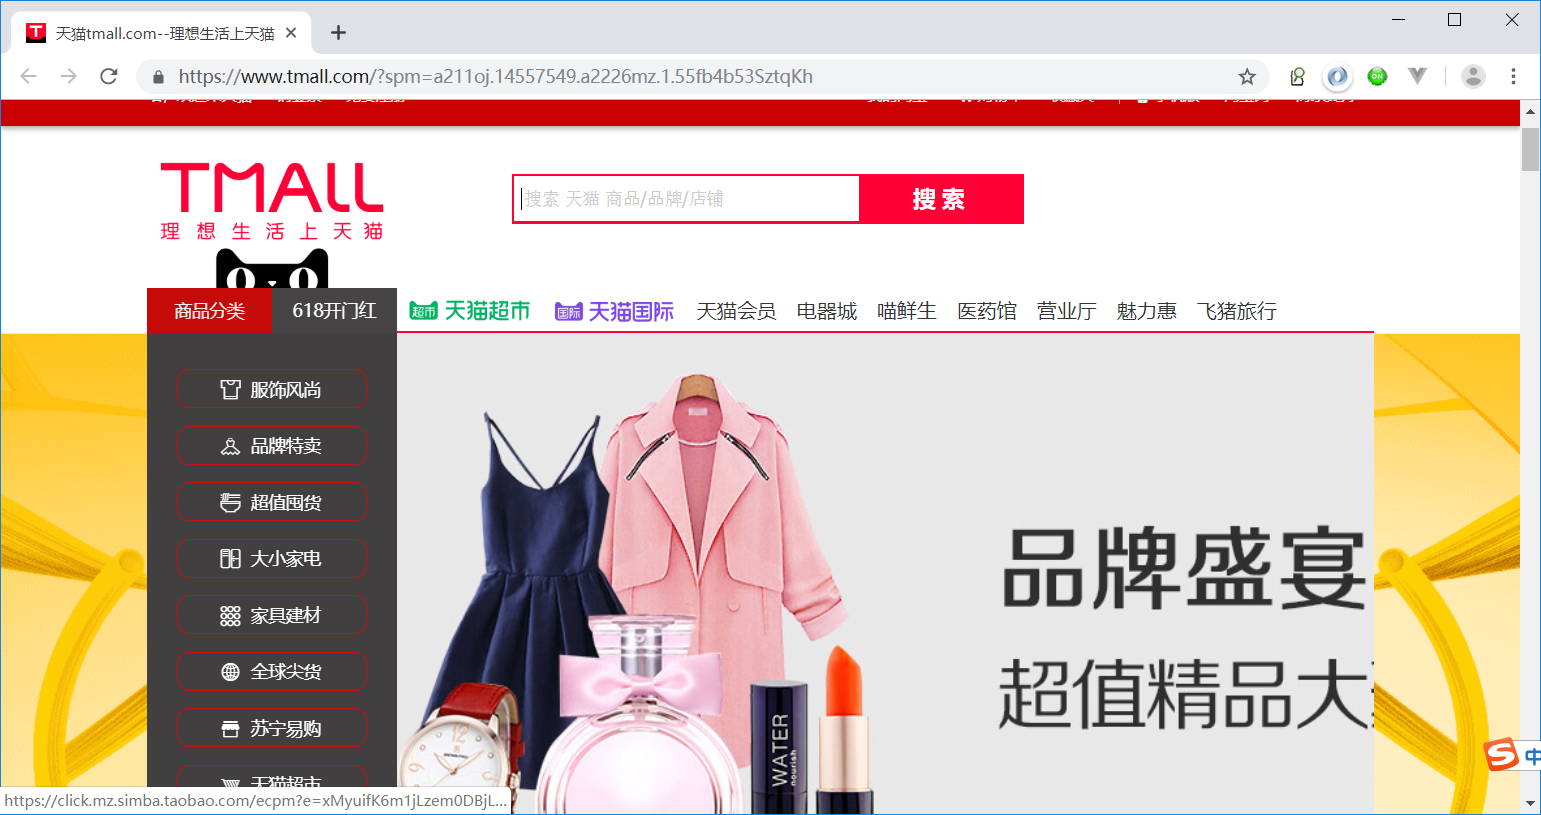 天猫tmall.com--理想生活上天猫
https://www.tmall.com/?spm=a211oj.14557549.a2226mz.1.55fb4b53SztqKh
ON
TMALL
理想生活上天猫
搜索 天猫 商品/品牌/店铺
搜索
商品分类
618开门红
超市 天猫超市
国际 天猫国际
天猫会员
电器城
喵鲜生
医药馆
营业厅
魅力惠
飞猪旅行
服饰风尚
品牌特卖
超值囤货
大小家电
家具建材
全球尖货
苏宁易购
天猫超市
品牌盛宴
超值精品大
WATER
nourish
中
https://click.mz.simba.taobao.com/ecpm?e=xMyuifK6m1jLzem0DBjL...